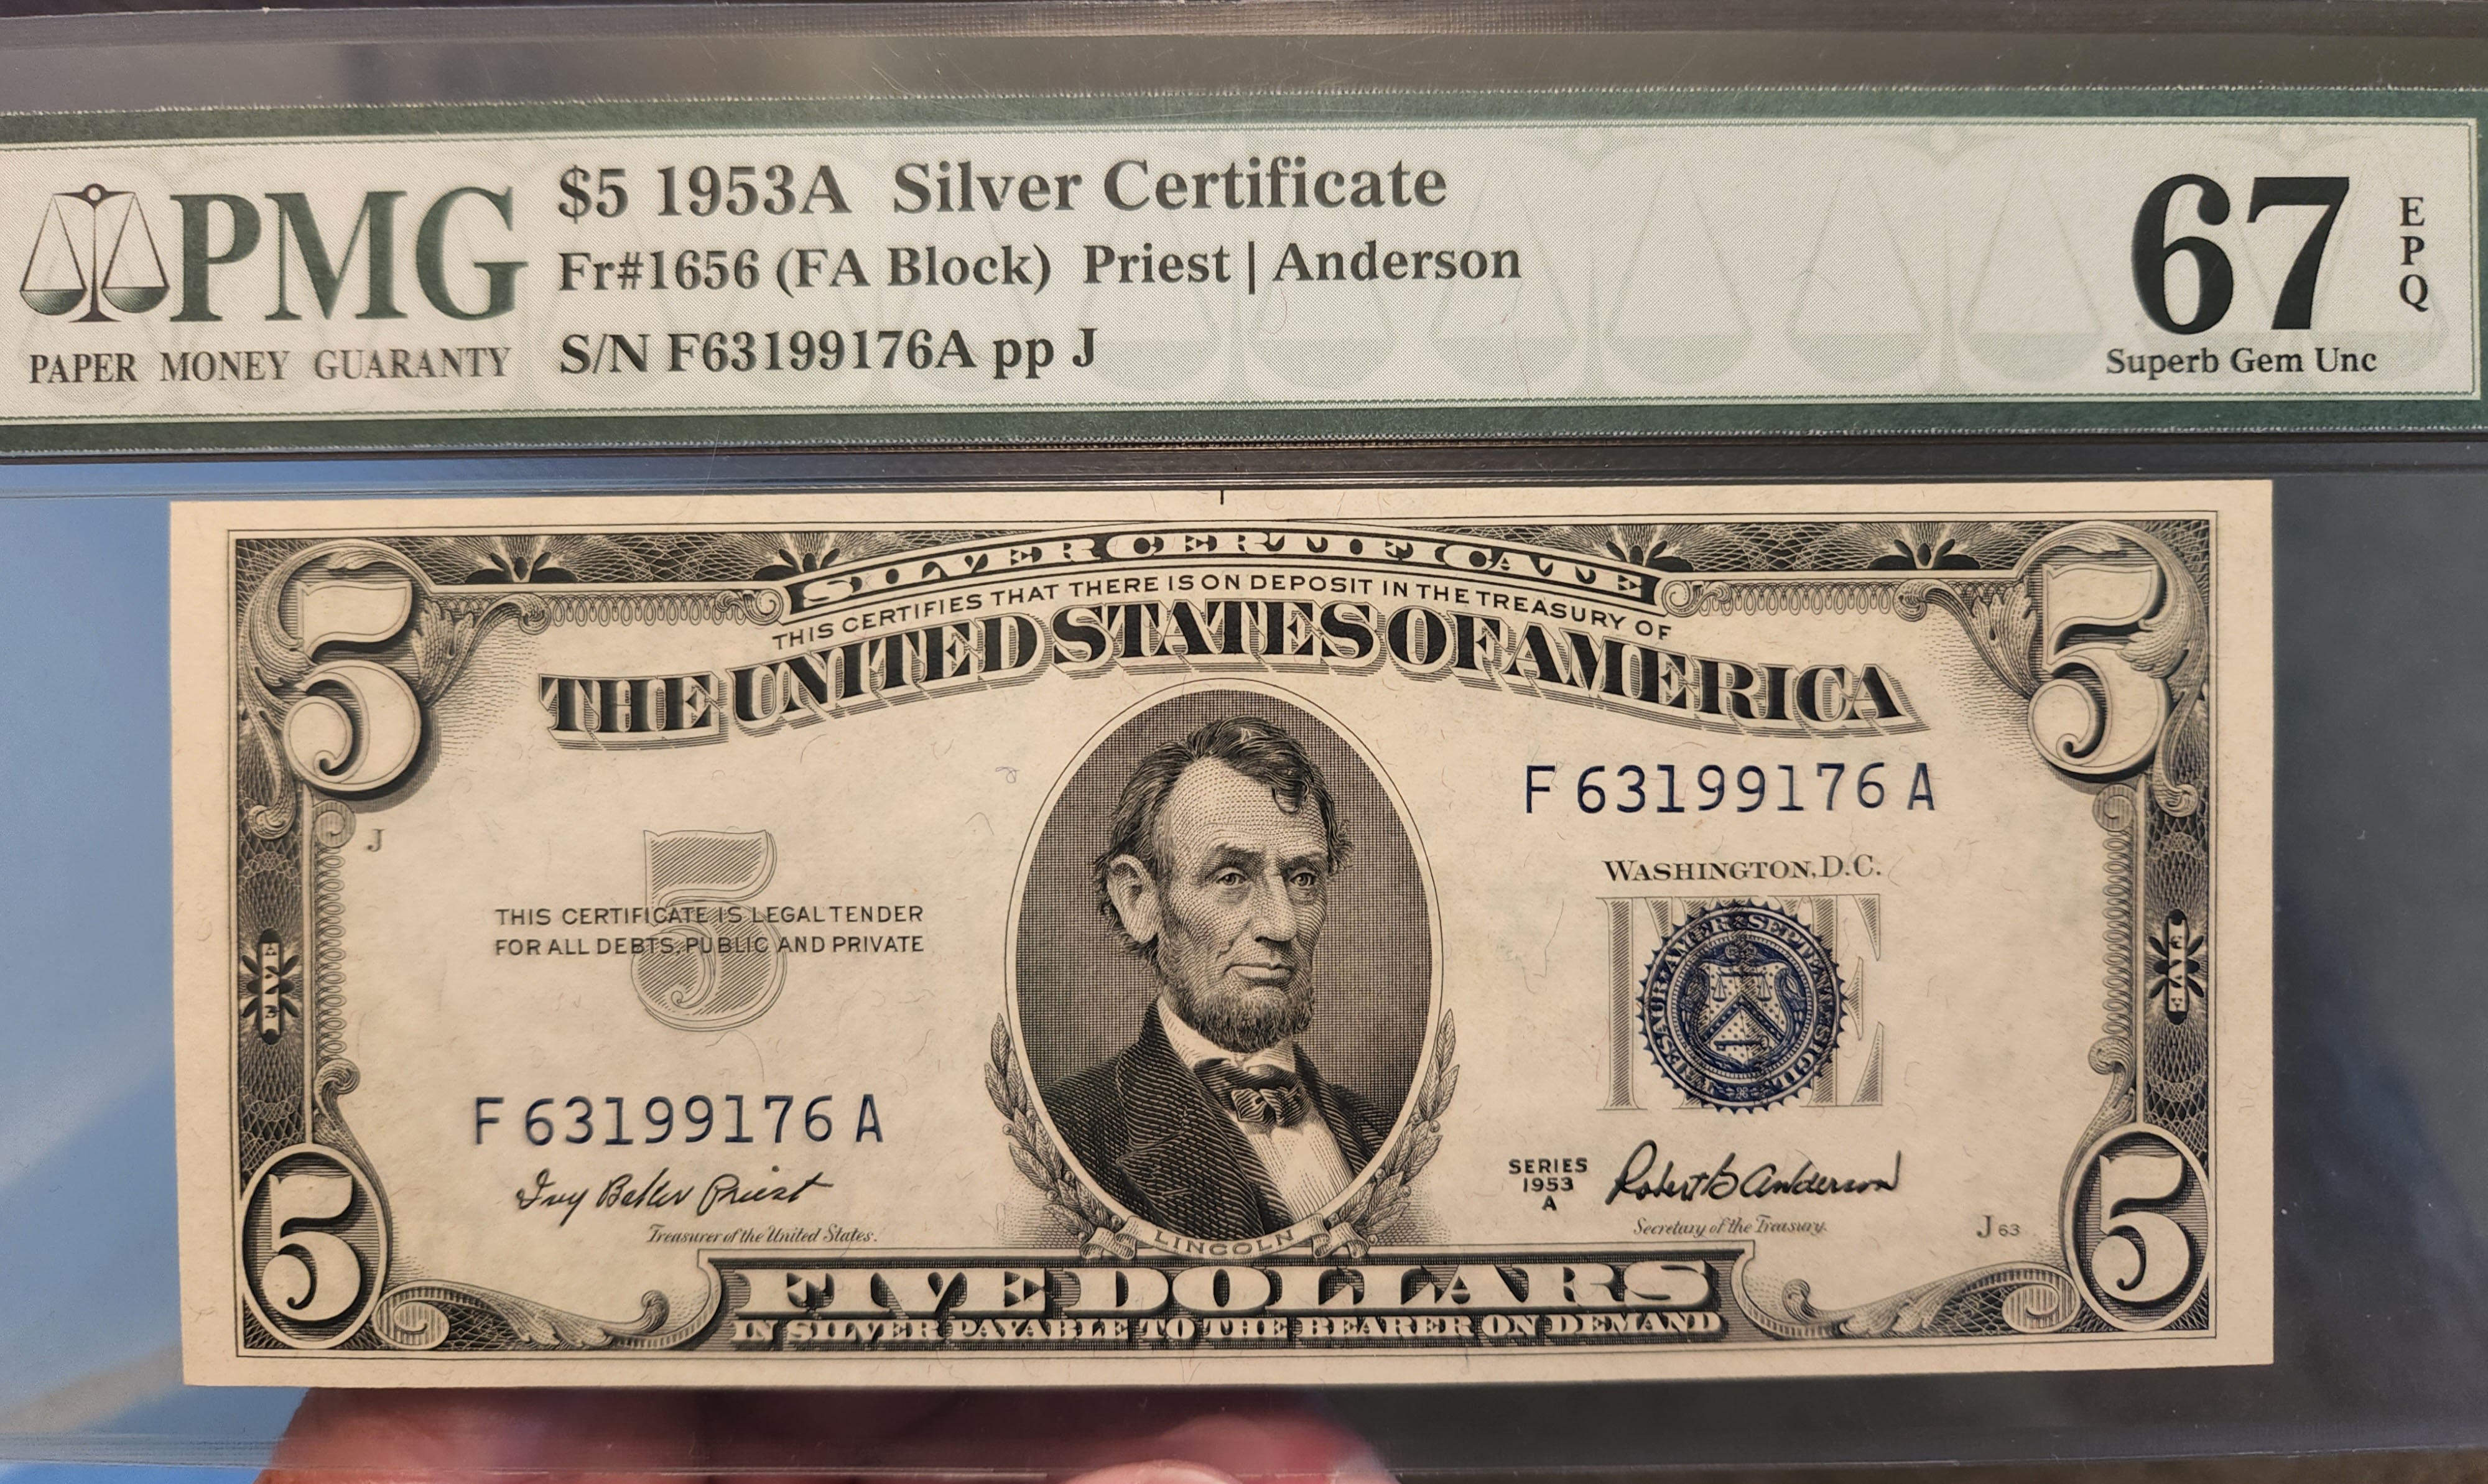 PMG
PAPER MONEY GUARANTY
$5 1953A Silver Certificate
Fr#1656 (FA Block) Priest | Anderson
S/N F63199176A pp J
67
EPQ
Superb Gem Unc
SILVER CERTIFICATE
THIS CERTIFIES THAT THERE IS ON DEPOSIT IN THE TREASURY OF
THE UNITED STATES OF AMERICA
5
5
F 63199176 A
J
WASHINGTON, D.C.
5
THIS CERTIFICATE IS LEGAL TENDER
FOR ALL DEBTS, PUBLIC AND PRIVATE
FIVE
FIVE
FIVE
F 63199176 A
SERIES
1953
A
Ivy Baker Priest
Robert B Anderson
Treasurer of the United States.
Secretary of the Treasury.
J 63
LINCOLN
5
5
FIVE DOLLARS
IN SILVER PAYABLE TO THE BEARER ON DEMAND